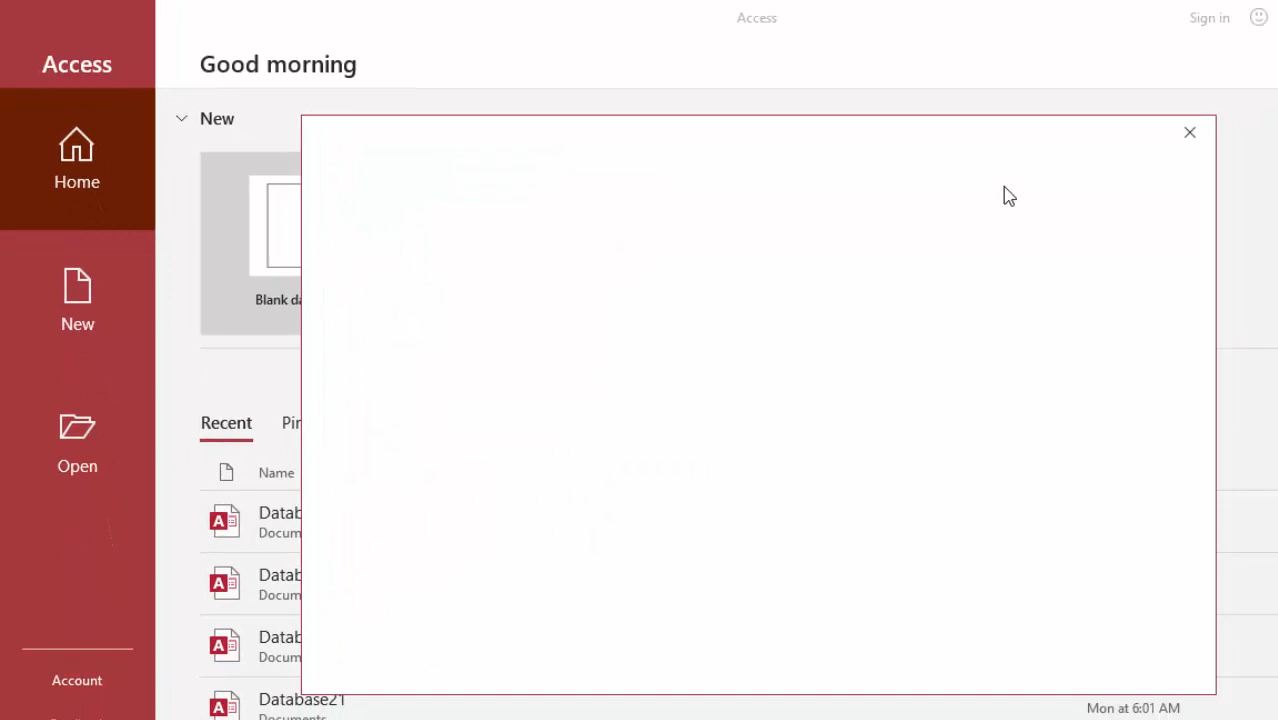 Access
Sign in
Access
Good morning
New
Home
Blank da
New
Recent
Pin
Open
Name
Datab
Docum
Datab
Docum
Datab
Docum
Account
Database21
Documents
Mon at 6:01 AM